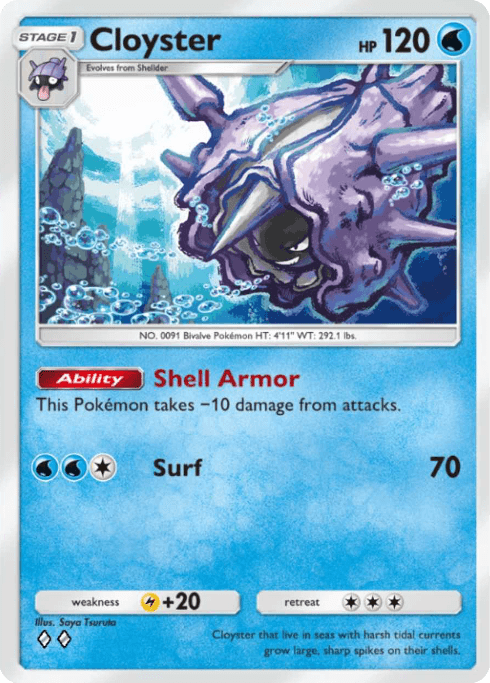 STAGE 1 Cloyster HP 120
Evolves from Shellder
NO. 0091 Bivalve Pokémon HT: 4'11" WT: 292.1 lbs.
Ability Shell Armor
This Pokémon takes −10 damage from attacks.
Surf 70
weakness +20 retreat
Illus. Saya Tsuruta
Cloyster that live in seas with harsh tidal currents
grow large, sharp spikes on their shells.